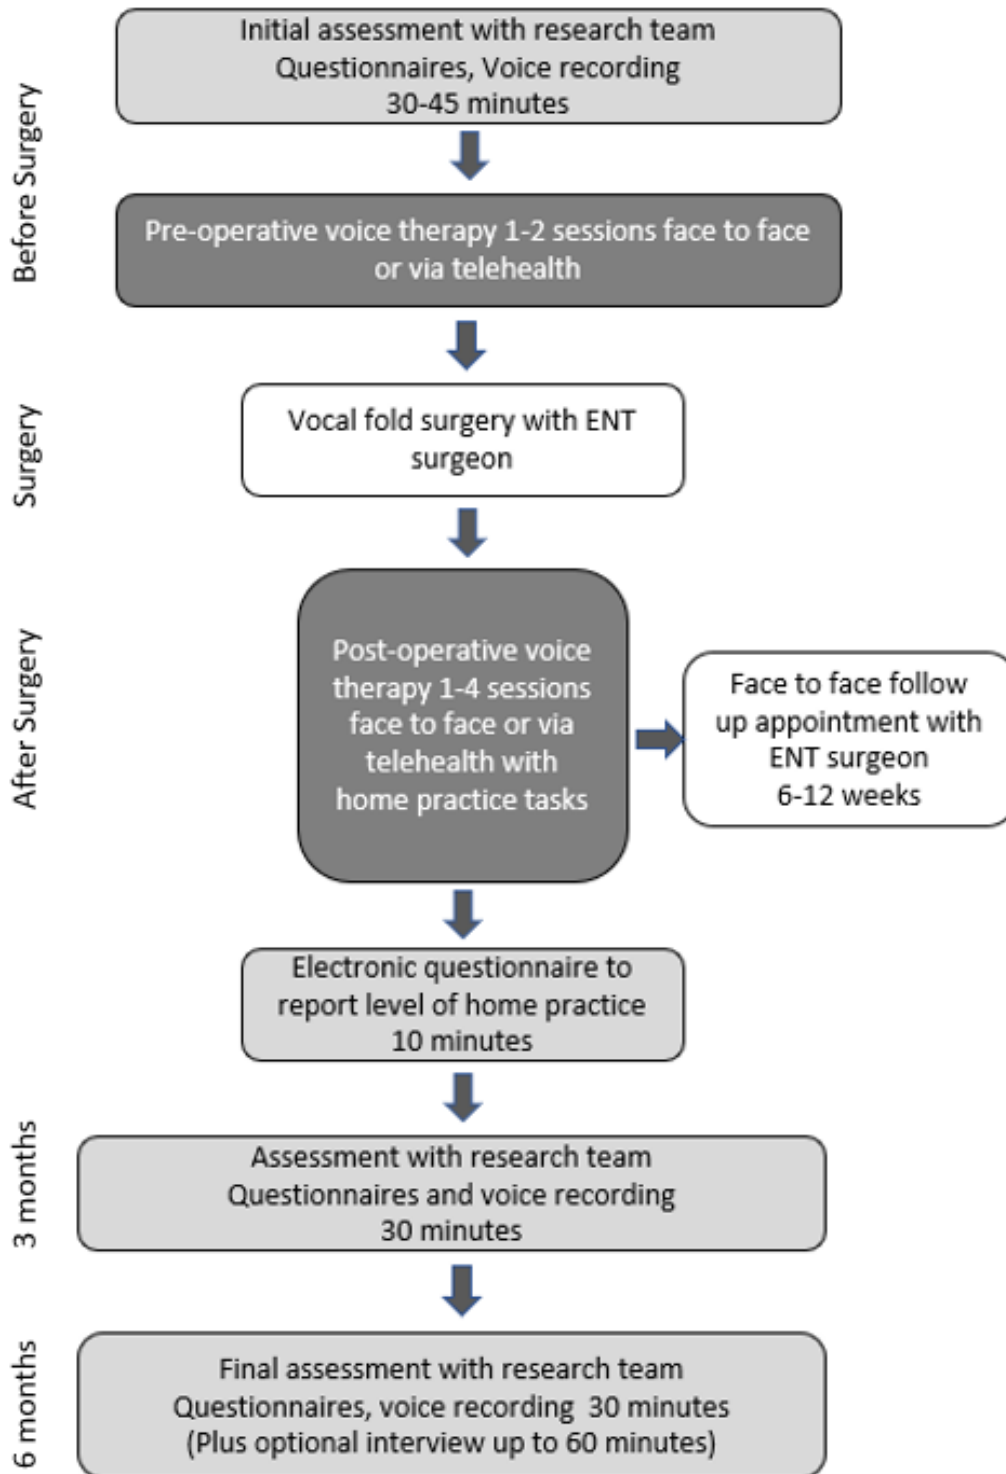 Before Surgery
Initial assessment with research team
Questionnaires, Voice recording
30-45 minutes
Pre-operative voice therapy 1-2 sessions face to face
or via telehealth
Surgery
Vocal fold surgery with ENT
surgeon
After Surgery
Post-operative voice
therapy 1-4 sessions
face to face or via
telehealth with
home practice tasks
Face to face follow
up appointment with
ENT surgeon
6-12 weeks
Electronic questionnaire to
report level of home practice
10 minutes
3 months
Assessment with research team
Questionnaires and voice recording
30 minutes
6 months
Final assessment with research team
Questionnaires, voice recording 30 minutes
(Plus optional interview up to 60 minutes)